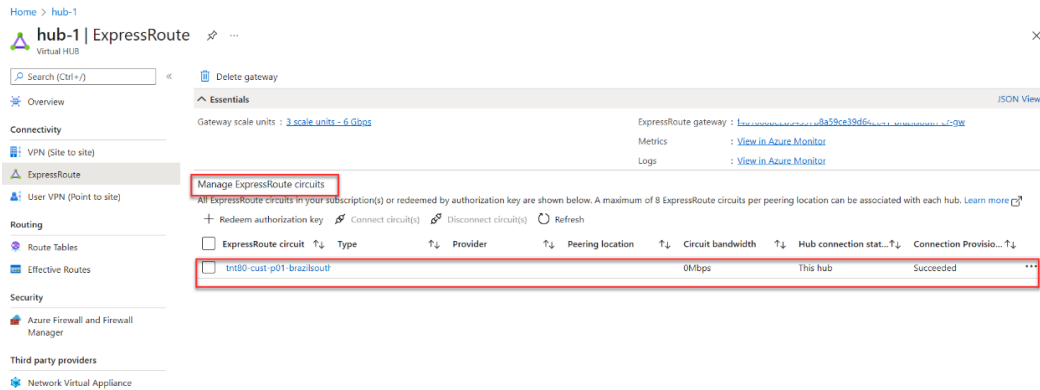 Home > hub-1
hub-1 | ExpressRoute
Virtual HUB
Search (Ctrl+/)
Overview
Connectivity
VPN (Site to site)
ExpressRoute
User VPN (Point to site)
Routing
Route Tables
Effective Routes
Security
Azure Firewall and Firewall
Manager
Third party providers
Network Virtual Appliance
Delete gateway
Essentials
JSON View
Gateway scale units : 3 scale units - 6 Gbps
ExpressRoute gateway :
Metrics : View in Azure Monitor
Logs : View in Azure Monitor
Manage ExpressRoute circuits
All ExpressRoute circuits in your subscription(s) or redeemed by authorization key are shown below. A maximum of 8 ExpressRoute circuits per peering location can be associated with each hub. Learn more
Redeem authorization key Connect circuit(s) Disconnect circuit(s) Refresh
ExpressRoute circuit Type Provider Peering location Circuit bandwidth Hub connection stat... Connection Provisio...
tnt80-cust-p01-brazilsouth 0Mbps This hub Succeeded